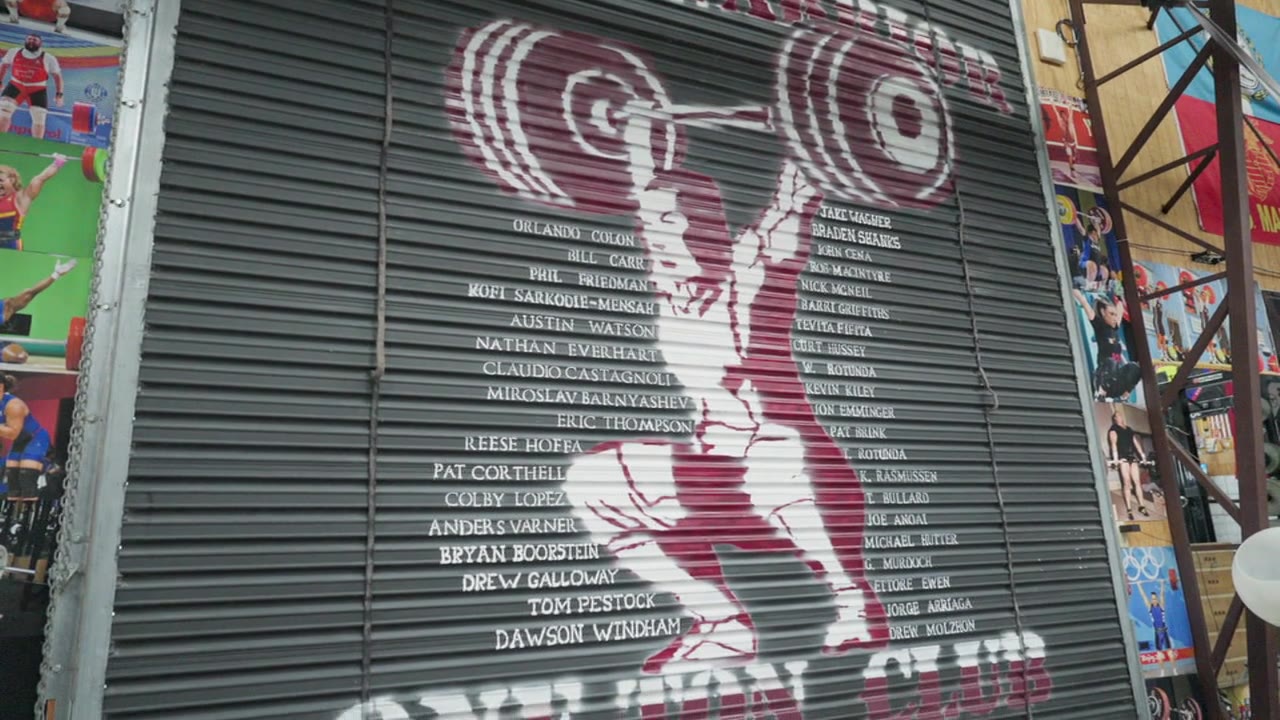 ORLANDO COLON
BILL CARR
PHIL FRIEDMAN
KOFI SARKODIE-MENSAH
AUSTIN WATSON
NATHAN EVERHART
CLAUDIO CASTAGNOLI
MIROSLAV BARNYASHEV
ERIC THOMPSON
REESE HOFFA
PAT CORTHELL
COLBY LOPEZ
ANDERS VARNER
BRYAN BOORSTEIN
DREW GALLOWAY
TOM PESTOCK
DAWSON WINDHAM
JAKE WAGNER
BRADEN SHANKS
JOHN CENA
ROB MACINTYRE
NICK MCNEIL
BARRI GRIFFITHS
TEVITA FIFITA
CURT HUSSEY
W. ROTUNDA
KEVIN KILEY
JON EMMINGER
PAT BRINK
T. ROTUNDA
K. RASMUSSEN
T. BULLARD
JOE ANOAI
MICHAEL HUTTER
G. MURDOCH
ETTORE EWEN
JORGE ARRIAGA
DREW MOLZHON
TON CLUB